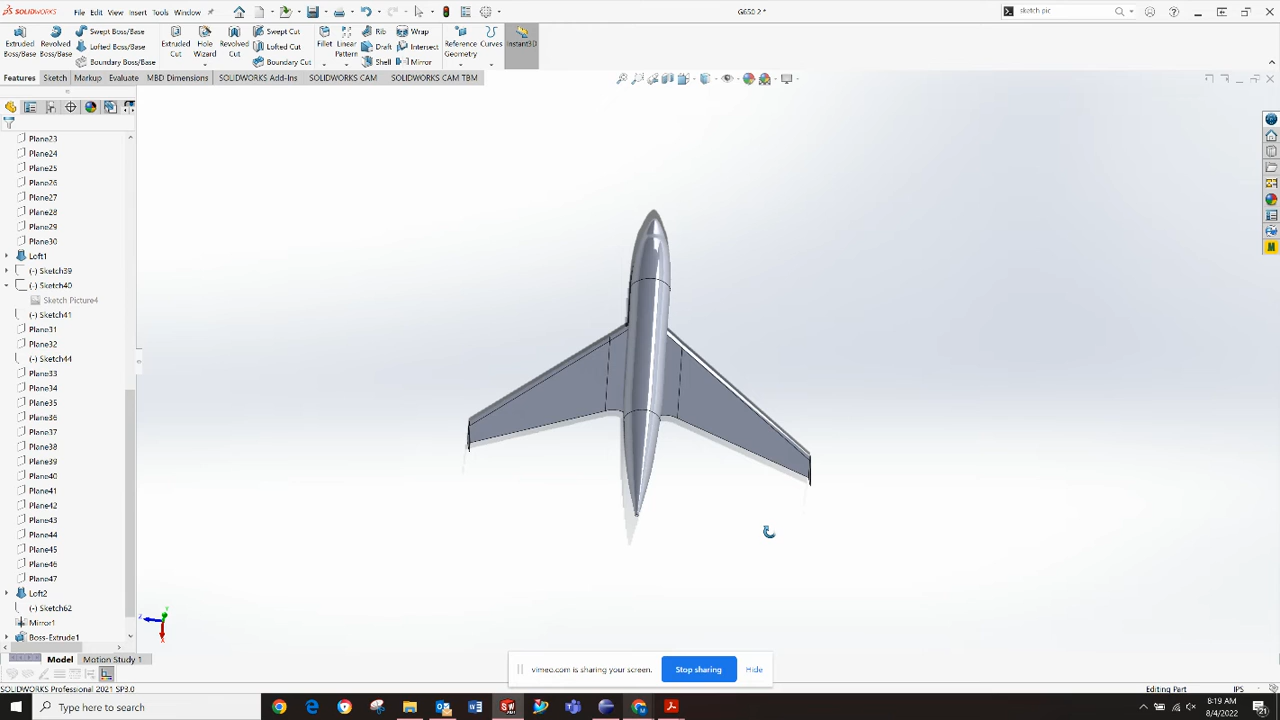 SOLIDWORKS File Edit View Insert Tools Window G650 2 * sketch pic
Extruded Boss/Base Revolved Boss/Base Swept Boss/Base Lofted Boss/Base Boundary Boss/Base Extruded Cut Hole Wizard Revolved Cut Swept Cut Lofted Cut Boundary Cut Fillet Linear Pattern Rib Draft Shell Wrap Intersect Mirror Reference Geometry Curves Instant3D
Features Sketch Markup Evaluate MBD Dimensions SOLIDWORKS Add-Ins SOLIDWORKS CAM SOLIDWORKS CAM TBM
Plane23
Plane24
Plane25
Plane26
Plane27
Plane28
Plane29
Plane30
Loft1
(-) Sketch39
(-) Sketch40
Sketch Picture4
(-) Sketch41
Plane31
Plane32
(-) Sketch44
Plane33
Plane34
Plane35
Plane36
Plane37
Plane38
Plane39
Plane40
Plane41
Plane42
Plane43
Plane44
Plane45
Plane46
Plane47
Loft2
(-) Sketch62
Mirror1
Boss-Extrude1
Model Motion Study 1
vimeo.com is sharing your screen. Stop sharing Hide
SOLIDWORKS Professional 2021 SP3.0 Editing Part IPS
Type here to search 8:19 AM
8/4/2022